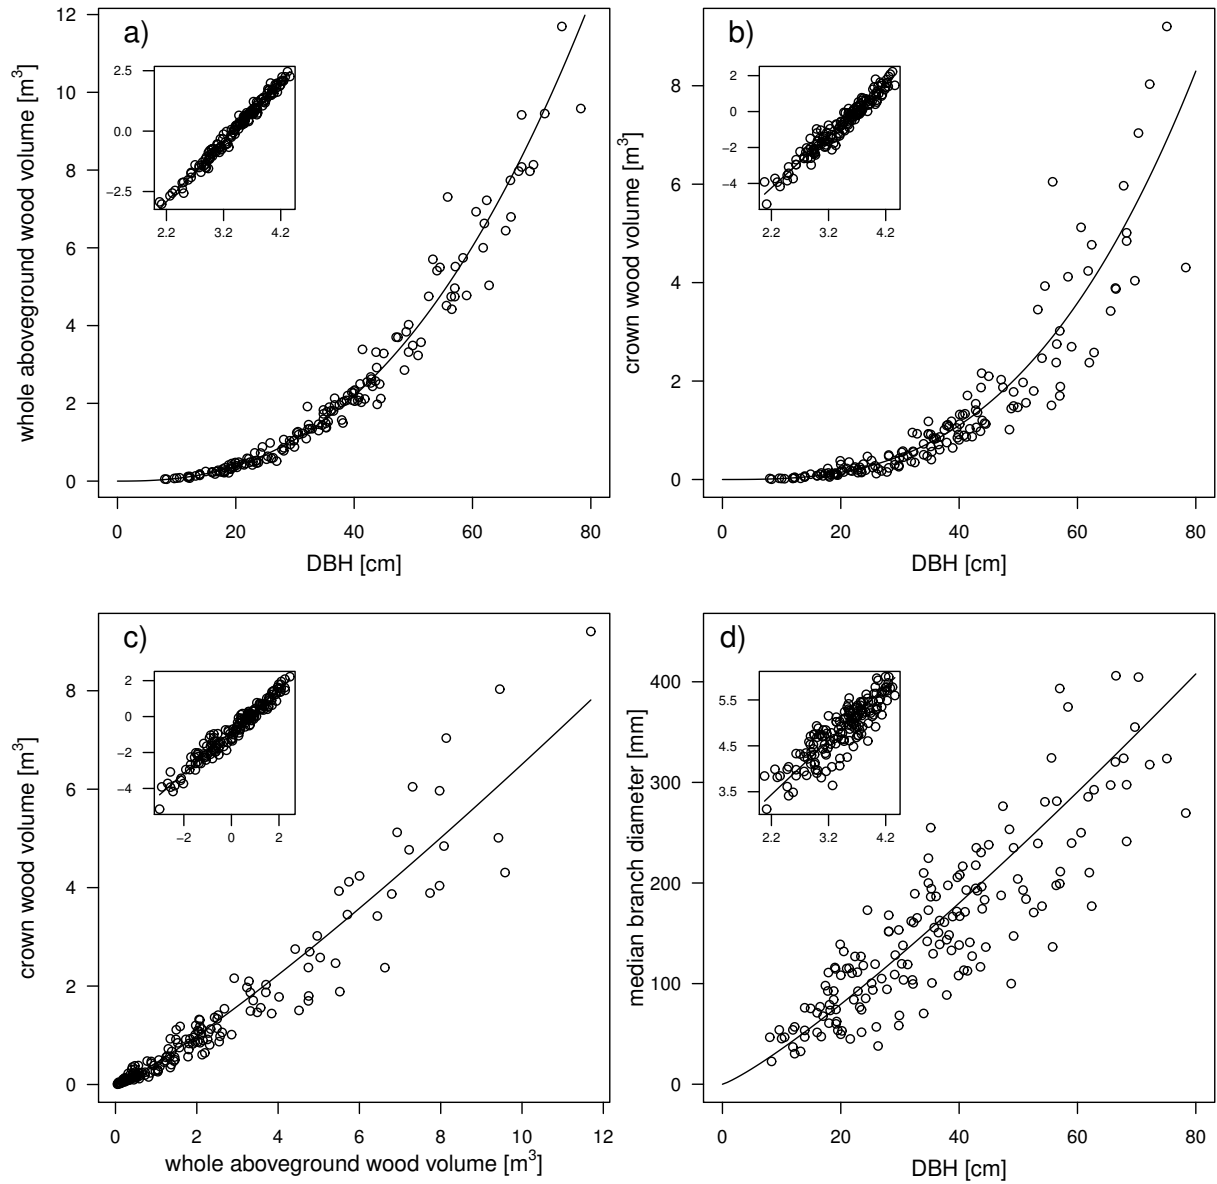 a)
whole aboveground wood volume [m³]
12
10
8
6
4
2
0
2.5
0.0
−2.5
2.2 3.2 4.2
0 20 40 60 80
DBH [cm]
b)
crown wood volume [m³]
8
6
4
2
0
2
0
−2
−4
2.2 3.2 4.2
0 20 40 60 80
DBH [cm]
c)
crown wood volume [m³]
8
6
4
2
0
2
0
−2
−4
−2 0 2
0 2 4 6 8 10 12
whole aboveground wood volume [m³]
d)
median branch diameter [mm]
400
300
200
100
0
5.5
4.5
3.5
2.2 3.2 4.2
0 20 40 60 80
DBH [cm]